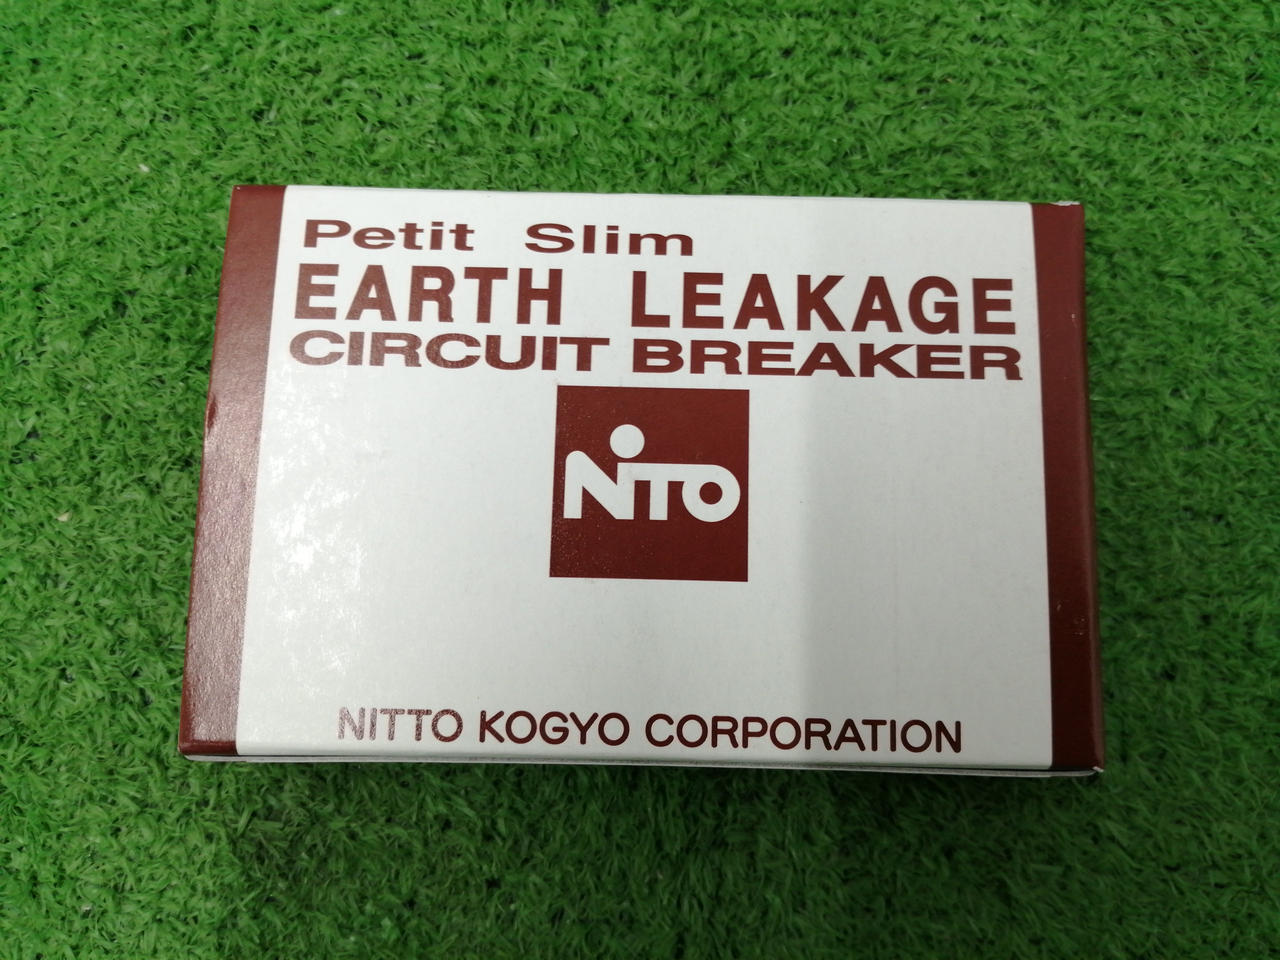 Petit Slim
EARTH LEAKAGE
CIRCUIT BREAKER
NiTO
NITTO KOGYO CORPORATION